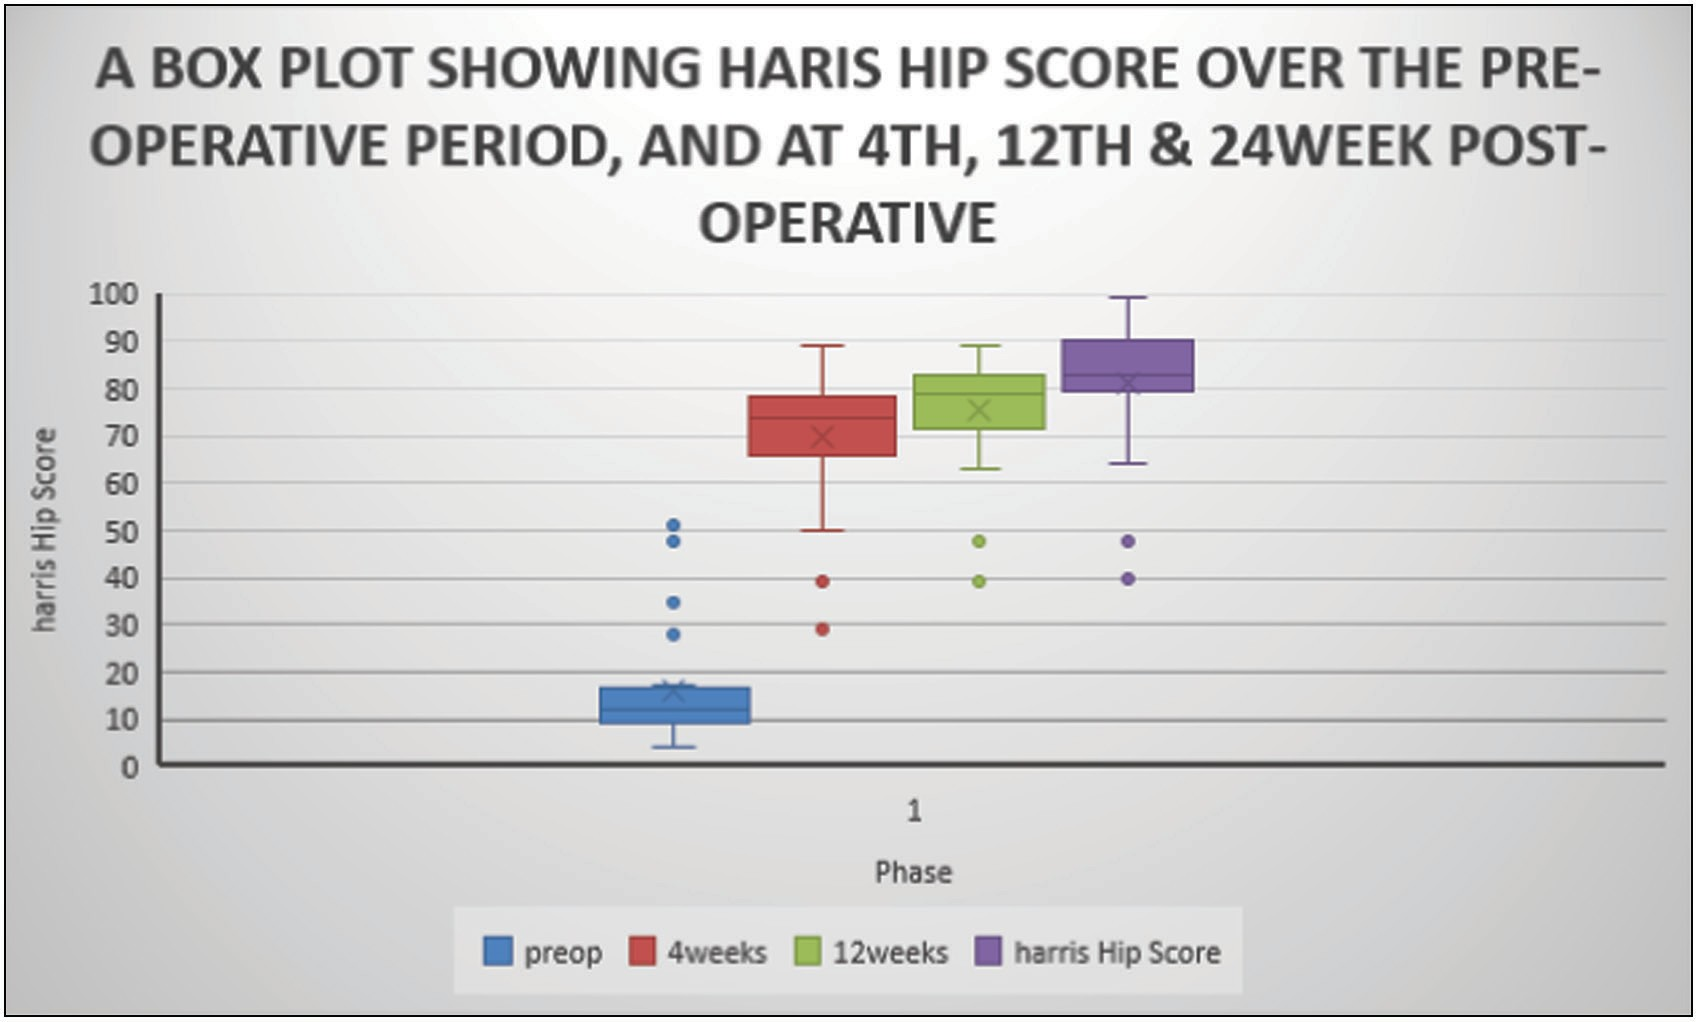 A BOX PLOT SHOWING HARIS HIP SCORE OVER THE PRE-
OPERATIVE PERIOD, AND AT 4TH, 12TH & 24WEEK POST-
OPERATIVE
100
90
80
70
60
50
40
30
20
10
0
harris Hip Score
1
Phase
preop 4weeks 12weeks harris Hip Score